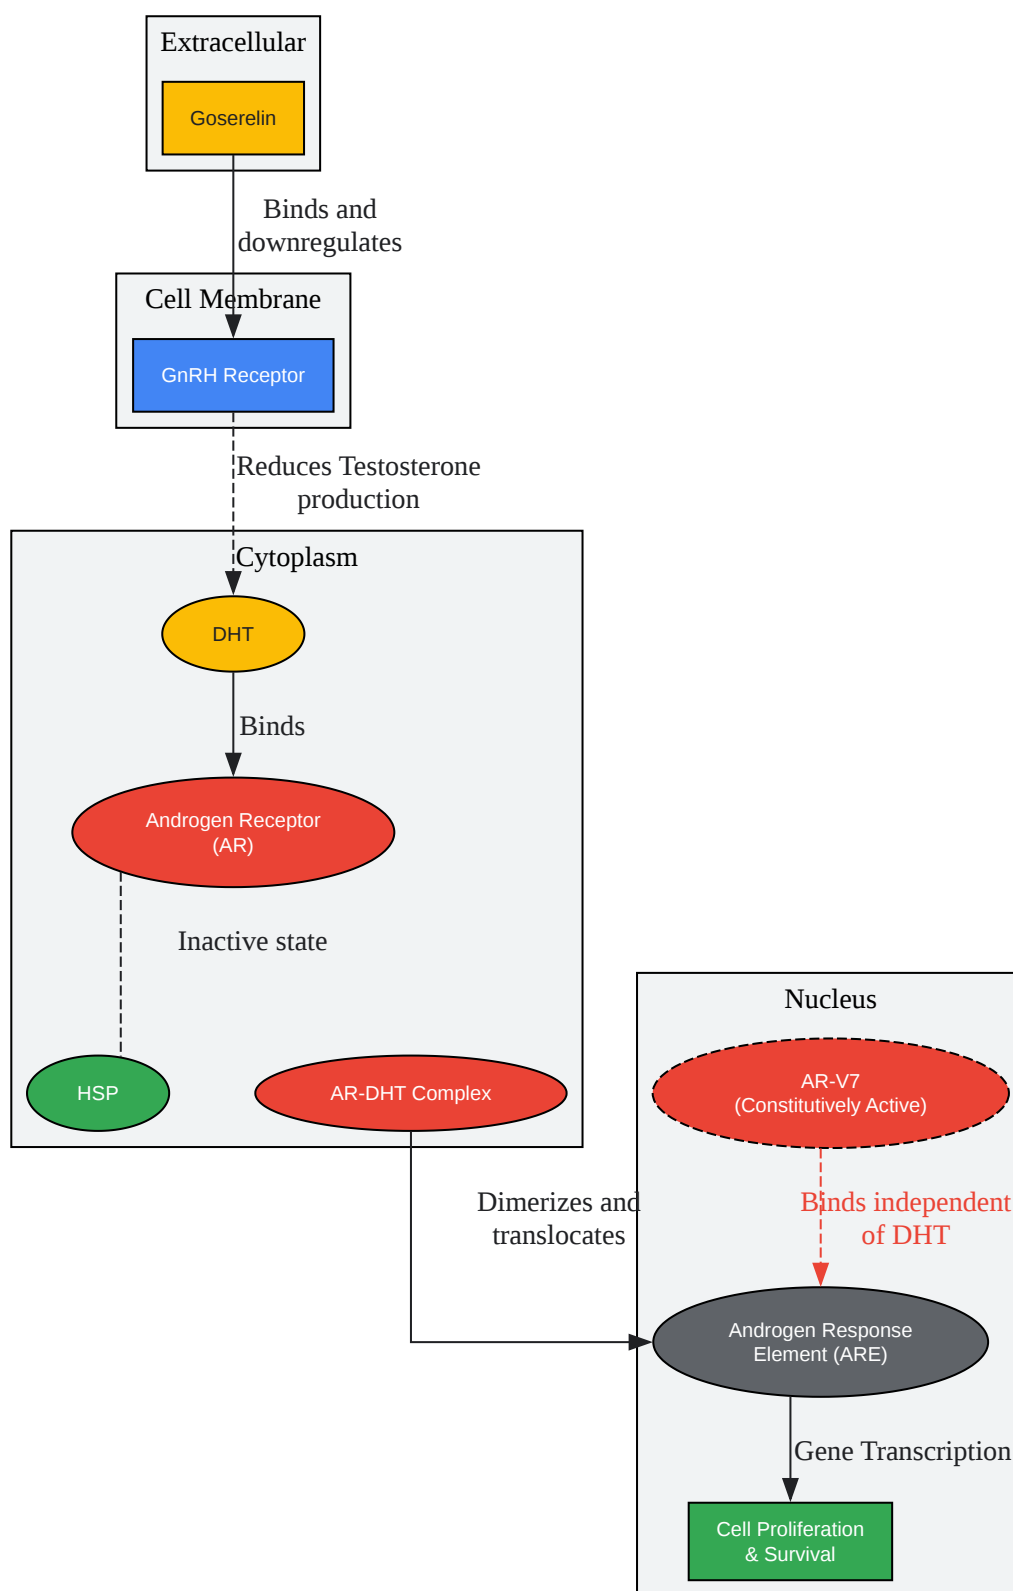 Extracellular
Goserelin
Binds and
downregulates
Cell Membrane
GnRH Receptor
Reduces Testosterone
production
Cytoplasm
DHT
Binds
Androgen Receptor
(AR)
Inactive state
HSP
AR-DHT Complex
Nucleus
AR-V7
(Constitutively Active)
Dimerizes and
translocates
Binds independent
of DHT
Androgen Response
Element (ARE)
Gene Transcription
Cell Proliferation
& Survival